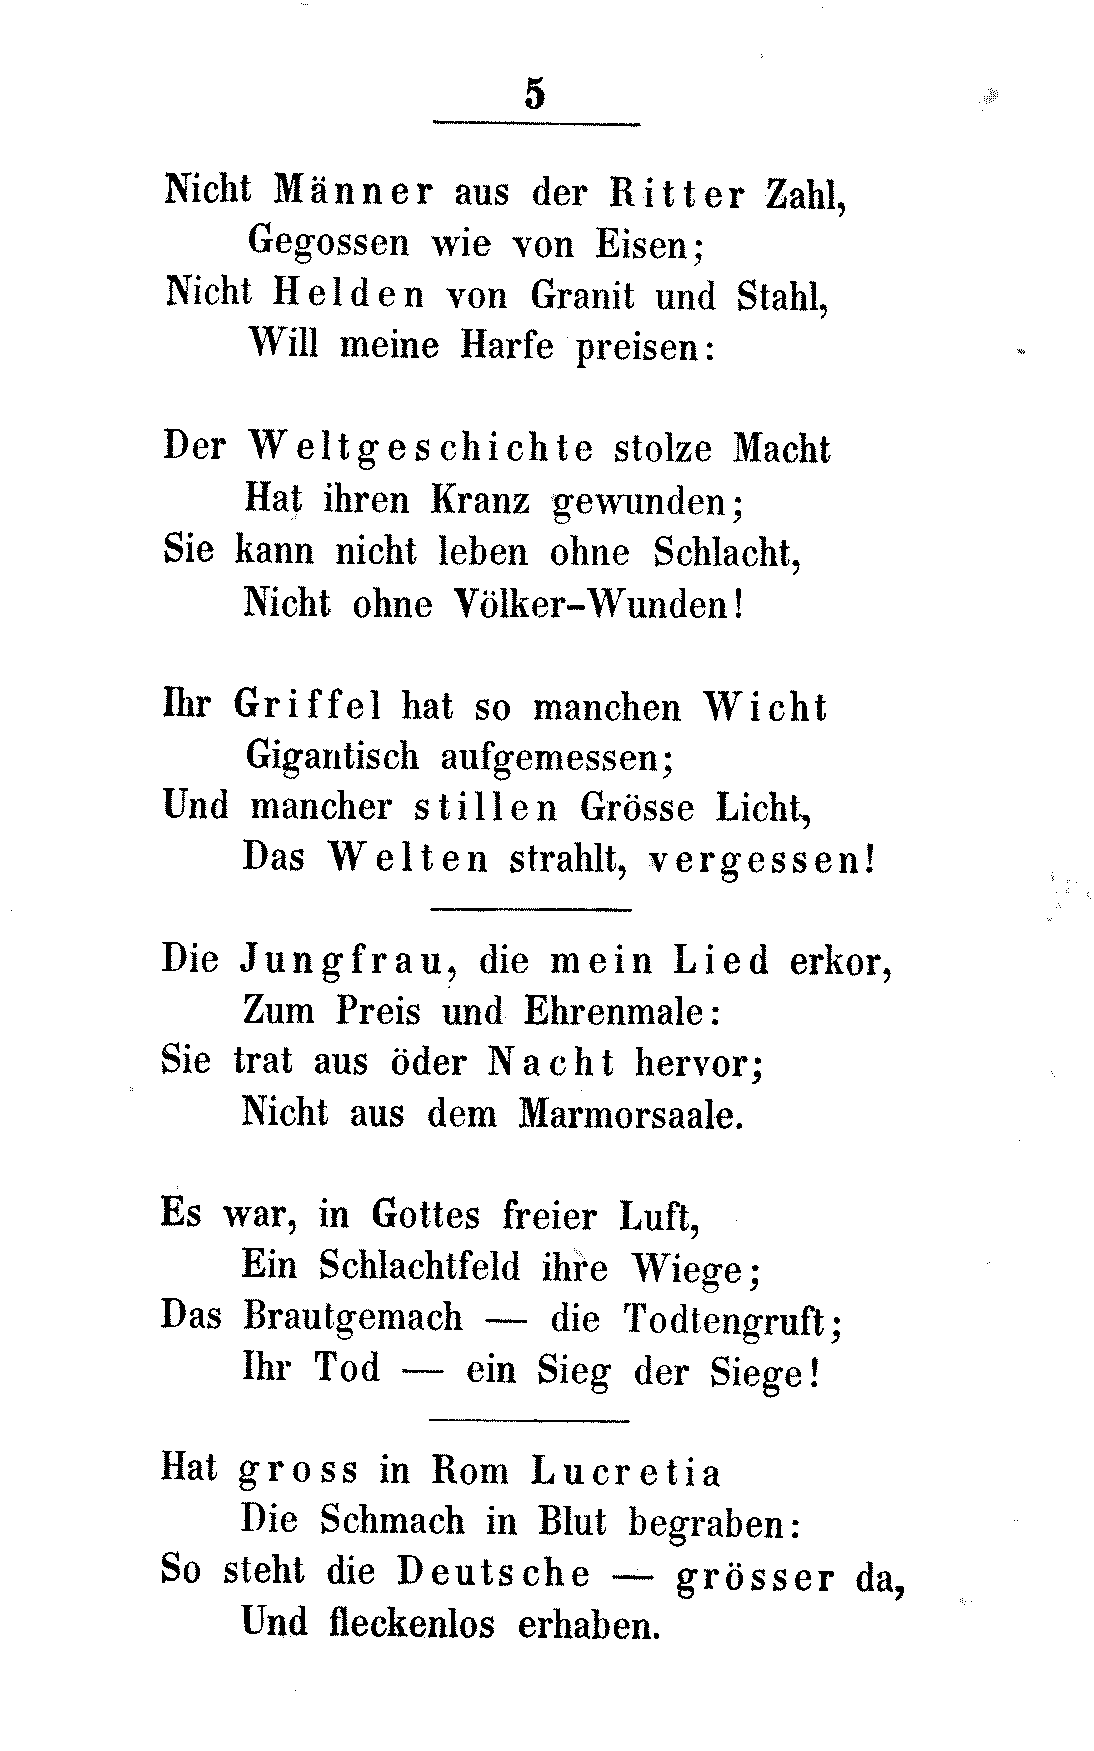 5
Nicht Männer aus der Ritter Zahl,
Gegossen wie von Eisen;
Nicht Helden von Granit und Stahl,
Will meine Harfe preisen:
Der Weltgeschichte stolze Macht
Hat ihren Kranz gewunden;
Sie kann nicht leben ohne Schlacht,
Nicht ohne Völker-Wunden!
Ihr Griffel hat so manchen Wicht
Gigantisch aufgemessen;
Und mancher stillen Grösse Licht,
Das Welten strahlt, vergessen!
Die Jungfrau, die mein Lied erkor,
Zum Preis und Ehrenmale:
Sie trat aus öder Nacht hervor;
Nicht aus dem Marmorsaale.
Es war, in Gottes freier Luft,
Ein Schlachtfeld ihre Wiege;
Das Brautgemach — die Todtengruft;
Ihr Tod — ein Sieg der Siege!
Hat gross in Rom Lucretia
Die Schmach in Blut begraben:
So steht die Deutsche — grösser da,
Und fleckenlos erhaben.